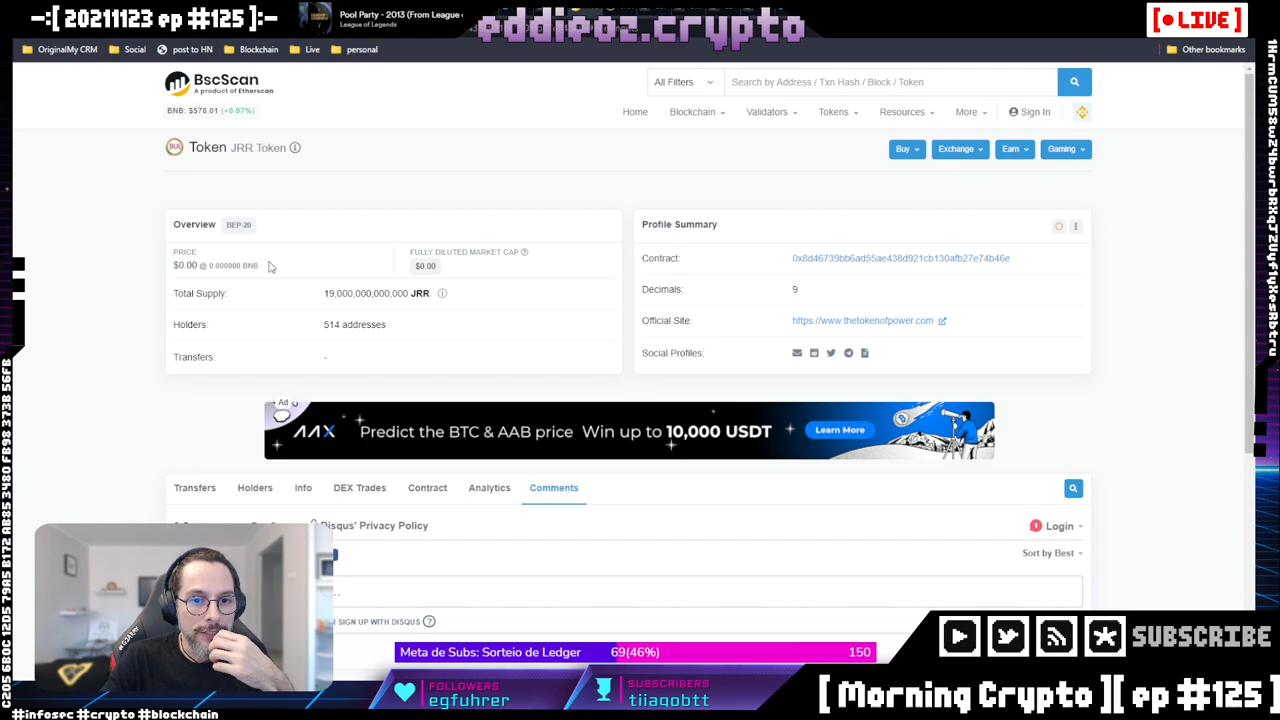 -:[ 20211123 ep #125 ]:-
Pool Party - 2013 (From League
League of Legends
eddieoz.crypto
[●LIVE]
OriginalMy CRM
Social
post to HN
Blockchain
Live
personal
Other bookmarks
BscScan
A product of Etherscan
BNB: $578.01 (+0.97%)
All Filters
Search by Address / Txn Hash / Block / Token
Home
Blockchain
Validators
Tokens
Resources
More
Sign In
Token JRR Token
Buy
Exchange
Earn
Gaming
Overview BEP-20
PRICE
$0.00 @ 0.000000 BNB
FULLY DILUTED MARKET CAP
$0.00
Total Supply: 19,000,000,000,000 JRR
Holders: 514 addresses
Transfers: -
Profile Summary
Contract: 0x8d46739bb6ad55ae438d921cb130afb27e74b46e
Decimals: 9
Official Site: https://www.thetokenofpower.com
Social Profiles:
Ad
AAX Predict the BTC & AAB price Win up to 10,000 USDT Learn More
Transfers
Holders
Info
DEX Trades
Contract
Analytics
Comments
Disqus' Privacy Policy
1 Login
Sort by Best
R SIGN UP WITH DISQUS ?
Meta de Subs: Sorteio de Ledger 69(46%) 150
FOLLOWERS
egfuhrer
SUBSCRIBERS
tiiagobtt
SUBSCRIBE
[ Morning Crypto ][ ep #125 ]
#infosec #crypto #blockchain